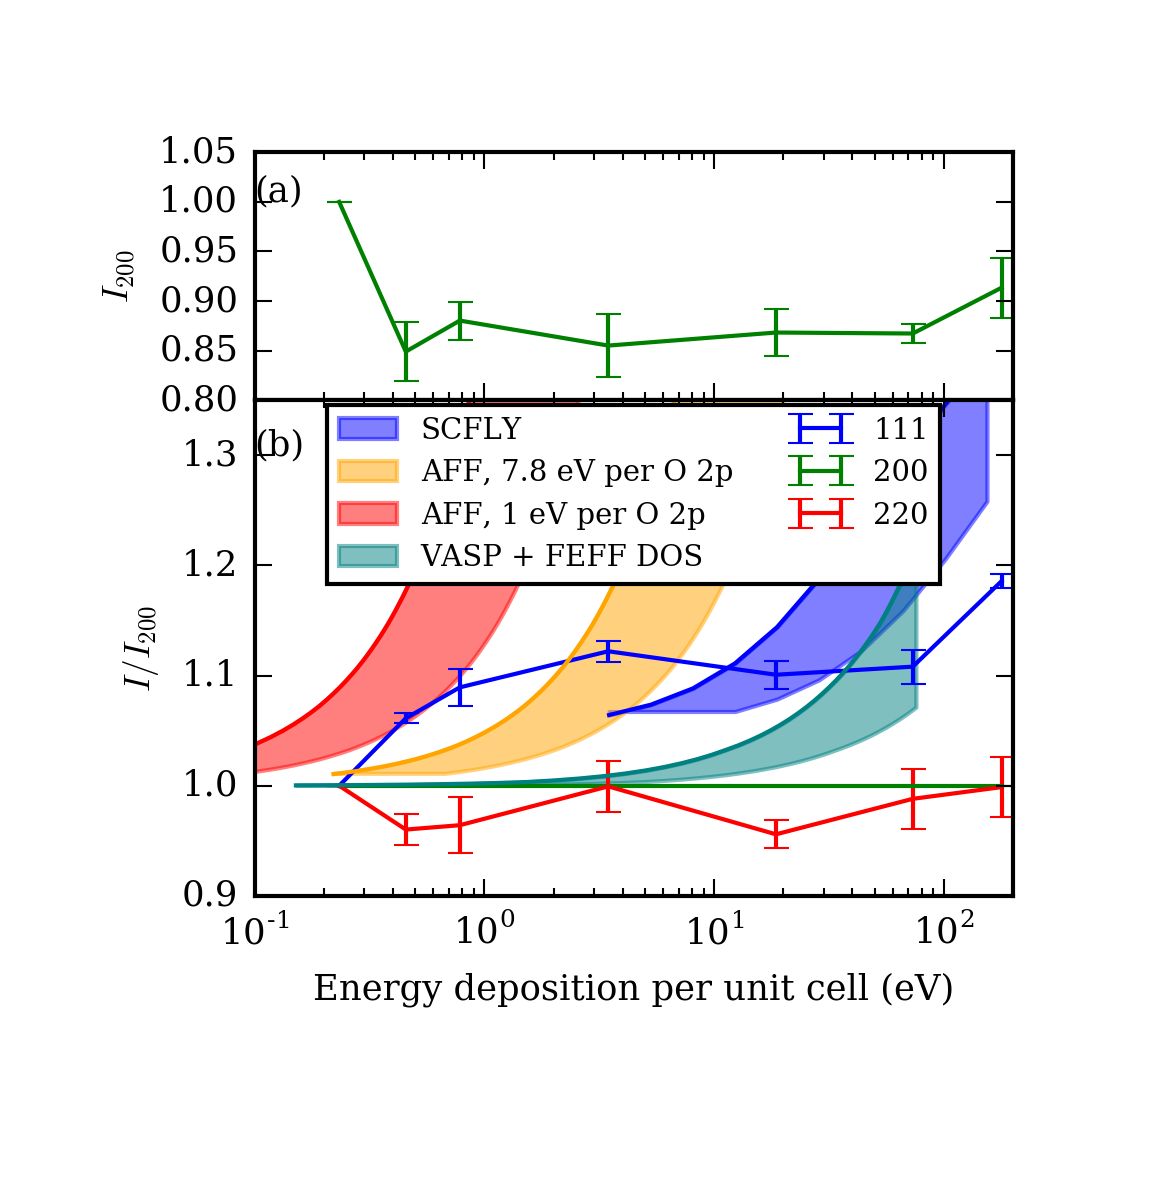 1.05
(a)
1.00
0.95
I200
0.90
0.85
0.80
SCFLY
111
(b)
1.3
AFF, 7.8 eV per O 2p
200
AFF, 1 eV per O 2p
220
VASP + FEFF DOS
1.2
I/I200
1.1
1.0
0.9
10-1 100 101 102
Energy deposition per unit cell (eV)